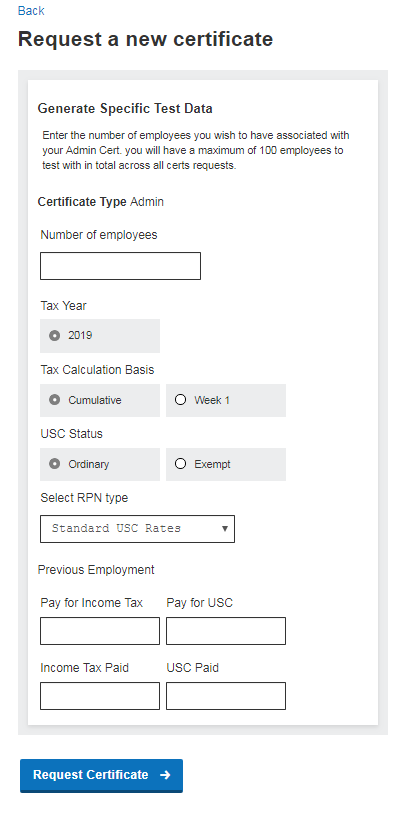 Back
Request a new certificate
Generate Specific Test Data
Enter the number of employees you wish to have associated with
your Admin Cert. you will have a maximum of 100 employees to
test with in total across all certs requests.
Certificate Type Admin
Number of employees
Tax Year
2019
Tax Calculation Basis
Cumulative Week 1
USC Status
Ordinary Exempt
Select RPN type
Standard USC Rates
Previous Employment
Pay for Income Tax Pay for USC
Income Tax Paid USC Paid
Request Certificate